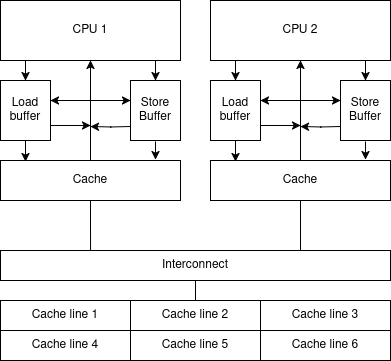 CPU 1
CPU 2
Load
buffer
Store
Buffer
Load
buffer
Store
Buffer
Cache
Cache
Interconnect
Cache line 1
Cache line 2
Cache line 3
Cache line 4
Cache line 5
Cache line 6